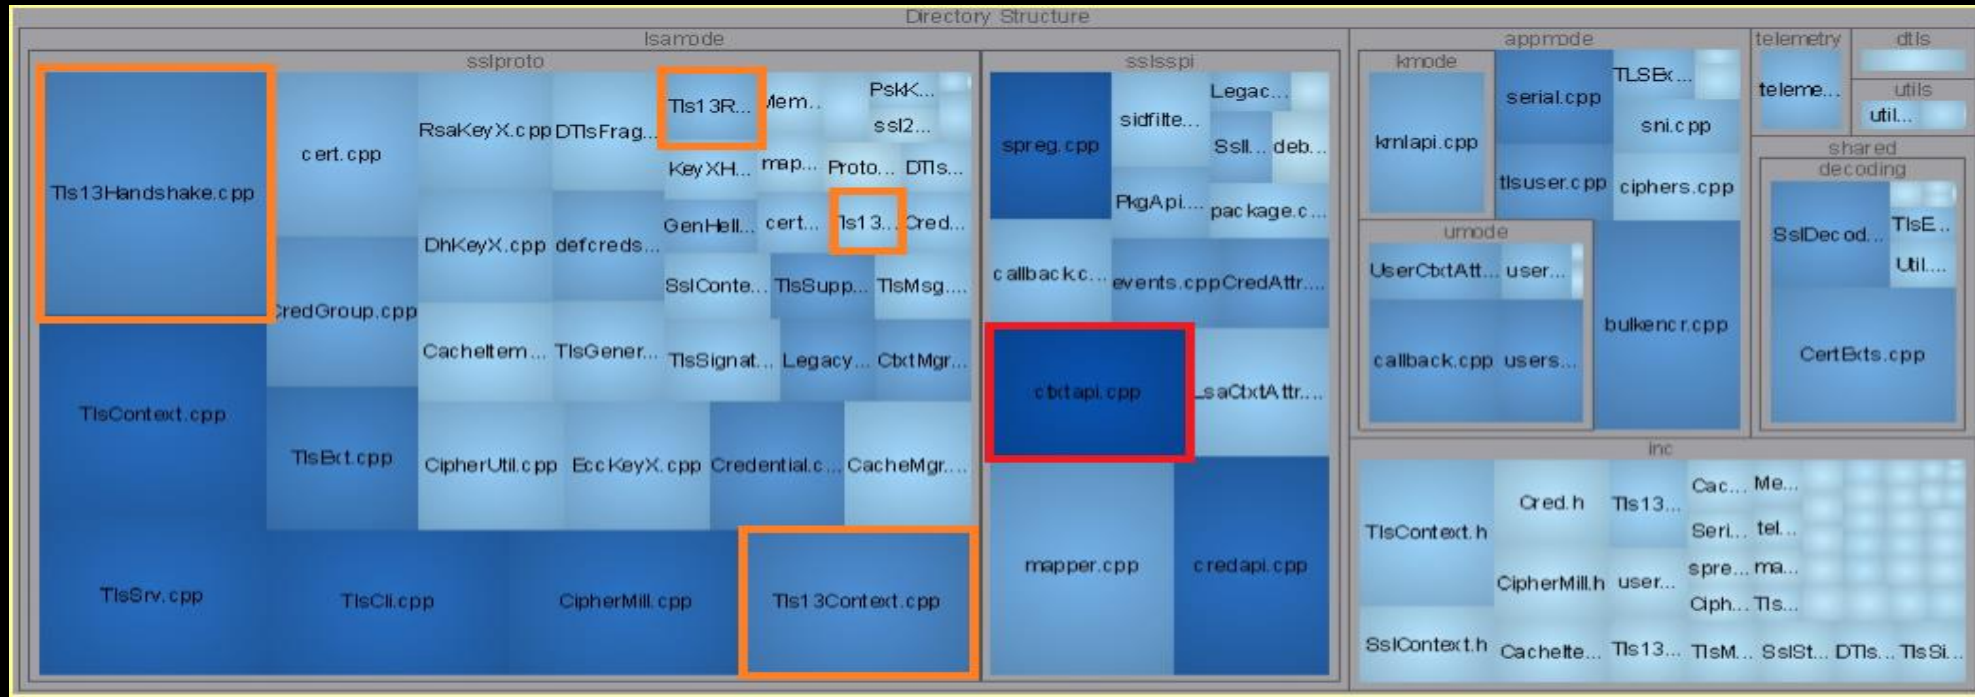 Directory Structure
lsamode
sslproto
Tls13Handshake.cpp
cert.cpp
RsaKeyX.cpp
DTlsFrag...
Tls13R...
Mem...
PskK...
ssl2...
KeyXH...
map...
Proto...
DTls...
CredGroup.cpp
DhKeyX.cpp
defcreds...
GenHell...
cert...
Tls13...
Cred...
SslConte...
TlsSupp...
TlsMsg....
TlsContext.cpp
CacheItem...
TlsGener...
TlsSignat...
Legacy...
CtxtMgr...
TlsExt.cpp
CipherUtil.cpp
EccKeyX.cpp
Credential.c...
CacheMgr....
TlsSrv.cpp
TlsCli.cpp
CipherMill.cpp
Tls13Context.cpp
sslsspi
spreg.cpp
sidfilte...
Legac...
Ssll...
deb...
PkgApi....
package.c...
callback.c...
events.cpp
CredAttr....
ctxtapi.cpp
LsaCtxtAttr....
mapper.cpp
credapi.cpp
appmode
kmode
krnlapi.cpp
serial.cpp
TLSEx...
sni.cpp
tlsuser.cpp
ciphers.cpp
umode
UserCtxtAtt...
user...
callback.cpp
users...
bulkencr.cpp
telemetry
teleme...
dtls
utils
util...
shared
decoding
SslDecod...
TlsE...
Util....
CertExts.cpp
inc
TlsContext.h
Cred.h
Tls13...
Cac...
Me...
Seri...
tel...
CipherMill.h
user...
spre...
ma...
Ciph...
Tls...
SslContext.h
CacheIte...
Tls13...
TlsM...
SslSt...
DTls...
TlsSi...